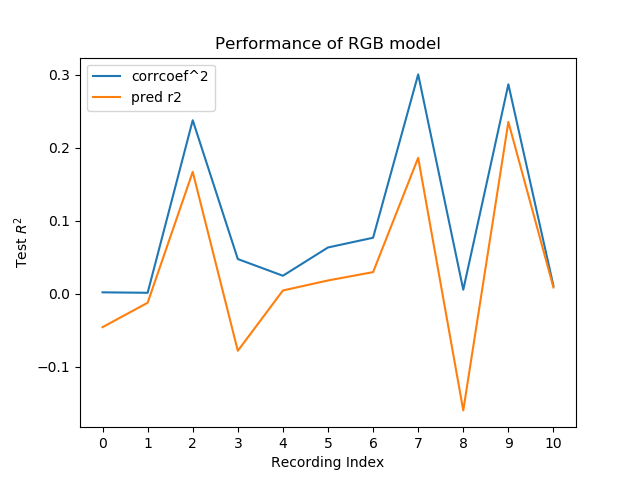 Performance of RGB model
corrcoef^2
pred r2
Test R²
0.3
0.2
0.1
0.0
−0.1
0 1 2 3 4 5 6 7 8 9 10
Recording Index